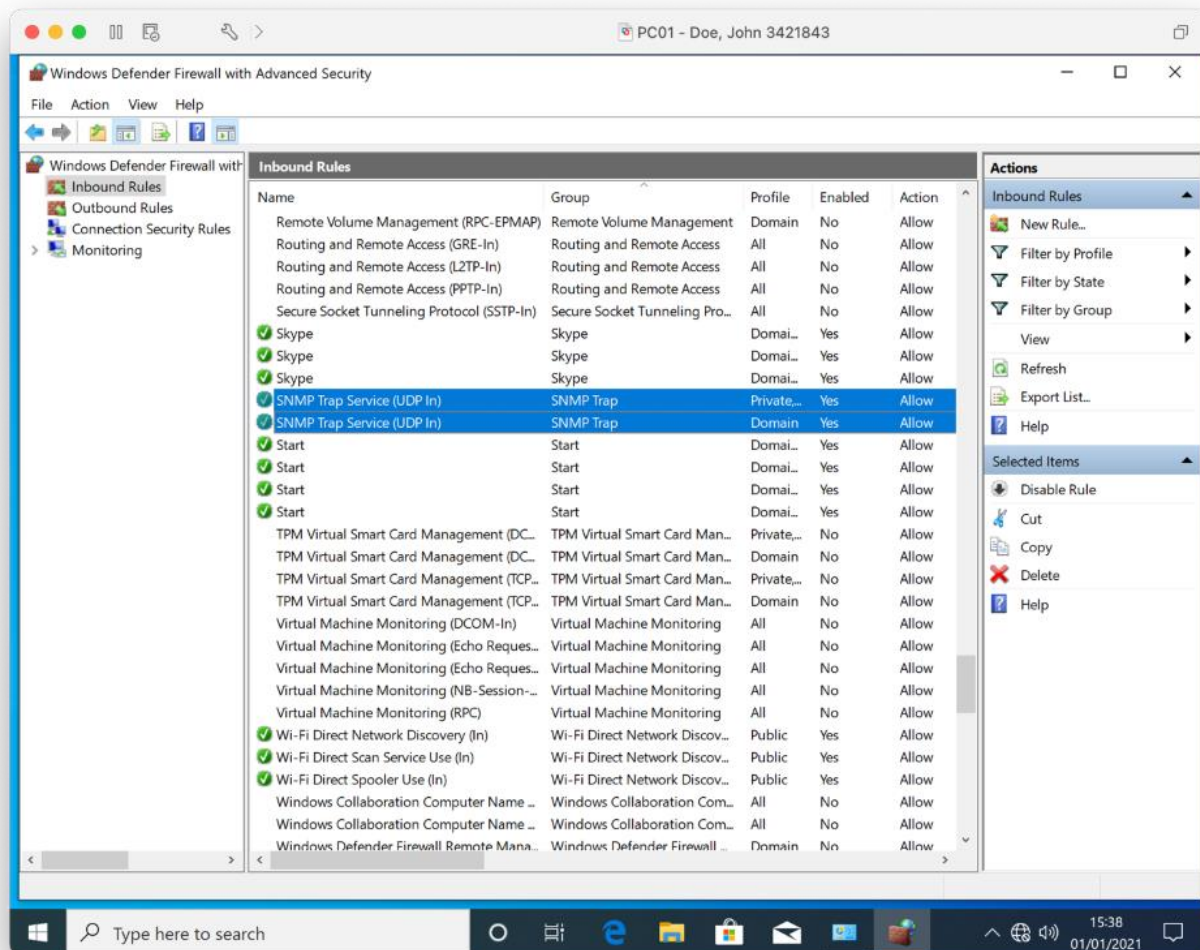 PC01 - Doe, John 3421843
Windows Defender Firewall with Advanced Security
File Action View Help
Windows Defender Firewall with
Inbound Rules
Outbound Rules
Connection Security Rules
Monitoring
Inbound Rules
Name Group Profile Enabled Action
Remote Volume Management (RPC-EPMAP) Remote Volume Management Domain No Allow
Routing and Remote Access (GRE-In) Routing and Remote Access All No Allow
Routing and Remote Access (L2TP-In) Routing and Remote Access All No Allow
Routing and Remote Access (PPTP-In) Routing and Remote Access All No Allow
Secure Socket Tunneling Protocol (SSTP-In) Secure Socket Tunneling Pro... All No Allow
Skype Skype Domai... Yes Allow
Skype Skype Domai... Yes Allow
Skype Skype Domai... Yes Allow
SNMP Trap Service (UDP In) SNMP Trap Private,... Yes Allow
SNMP Trap Service (UDP In) SNMP Trap Domain Yes Allow
Start Start Domai... Yes Allow
Start Start Domai... Yes Allow
Start Start Domai... Yes Allow
Start Start Domai... Yes Allow
TPM Virtual Smart Card Management (DC... TPM Virtual Smart Card Man... Private,... No Allow
TPM Virtual Smart Card Management (DC... TPM Virtual Smart Card Man... Domain No Allow
TPM Virtual Smart Card Management (TCP... TPM Virtual Smart Card Man... Private,... No Allow
TPM Virtual Smart Card Management (TCP... TPM Virtual Smart Card Man... Domain No Allow
Virtual Machine Monitoring (DCOM-In) Virtual Machine Monitoring All No Allow
Virtual Machine Monitoring (Echo Reques... Virtual Machine Monitoring All No Allow
Virtual Machine Monitoring (Echo Reques... Virtual Machine Monitoring All No Allow
Virtual Machine Monitoring (NB-Session-... Virtual Machine Monitoring All No Allow
Virtual Machine Monitoring (RPC) Virtual Machine Monitoring All No Allow
Wi-Fi Direct Network Discovery (In) Wi-Fi Direct Network Discov... Public Yes Allow
Wi-Fi Direct Scan Service Use (In) Wi-Fi Direct Network Discov... Public Yes Allow
Wi-Fi Direct Spooler Use (In) Wi-Fi Direct Network Discov... Public Yes Allow
Windows Collaboration Computer Name ... Windows Collaboration Com... All No Allow
Windows Collaboration Computer Name ... Windows Collaboration Com... All No Allow
Windows Defender Firewall Remote Mana... Windows Defender Firewall ... Domain No Allow
Actions
Inbound Rules
New Rule...
Filter by Profile
Filter by State
Filter by Group
View
Refresh
Export List...
Help
Selected Items
Disable Rule
Cut
Copy
Delete
Help
Type here to search
15:38
01/01/2021